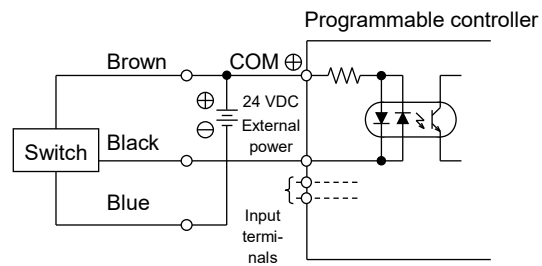 Programmable controller
Brown
COM ⊕
⊕
24 VDC
⊖
External
power
Switch
Black
Blue
Input
termi-
nals